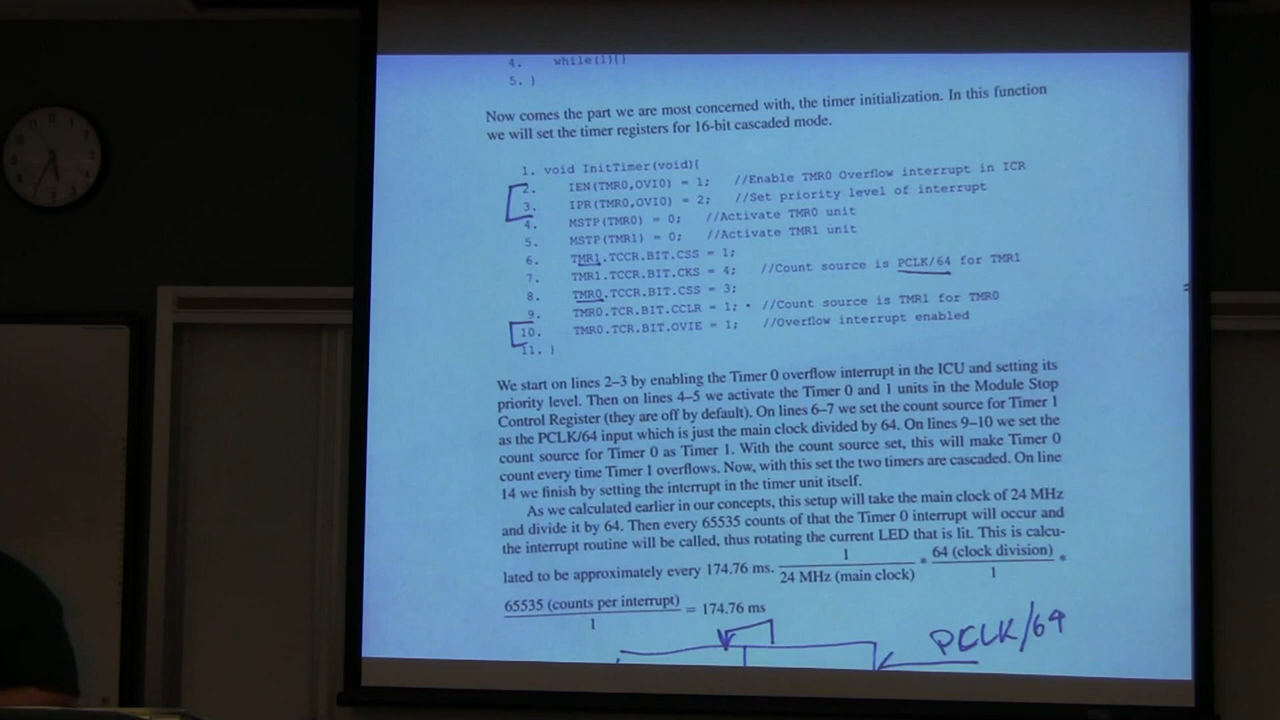 4. while(1){}
5. }
Now comes the part we are most concerned with, the timer initialization. In this function
we will set the timer registers for 16-bit cascaded mode.
1. void InitTimer(void){
2. IEN(TMR0,OVI0) = 1; //Enable TMR0 Overflow interrupt in ICR
3. IPR(TMR0,OVI0) = 2; //Set priority level of interrupt
4. MSTP(TMR0) = 0; //Activate TMR0 unit
5. MSTP(TMR1) = 0; //Activate TMR1 unit
6. TMR1.TCCR.BIT.CSS = 1;
7. TMR1.TCCR.BIT.CKS = 4; //Count source is PCLK/64 for TMR1
8. TMR0.TCCR.BIT.CSS = 3;
9. TMR0.TCR.BIT.CCLR = 1; //Count source is TMR1 for TMR0
10. TMR0.TCR.BIT.OVIE = 1; //Overflow interrupt enabled
11. }
We start on lines 2–3 by enabling the Timer 0 overflow interrupt in the ICU and setting its
priority level. Then on lines 4–5 we activate the Timer 0 and 1 units in the Module Stop
Control Register (they are off by default). On lines 6–7 we set the count source for Timer 1
as the PCLK/64 input which is just the main clock divided by 64. On lines 9–10 we set the
count source for Timer 0 as Timer 1. With the count source set, this will make Timer 0
count every time Timer 1 overflows. Now, with this set the two timers are cascaded. On line
14 we finish by setting the interrupt in the timer unit itself.
As we calculated earlier in our concepts, this setup will take the main clock of 24 MHz
and divide it by 64. Then every 65535 counts of that the Timer 0 interrupt will occur and
the interrupt routine will be called, thus rotating the current LED that is lit. This is calcu-
lated to be approximately every 174.76 ms. 1 / 24 MHz (main clock) * 64 (clock division) / 1 *
65535 (counts per interrupt) / 1 = 174.76 ms
PCLK/64